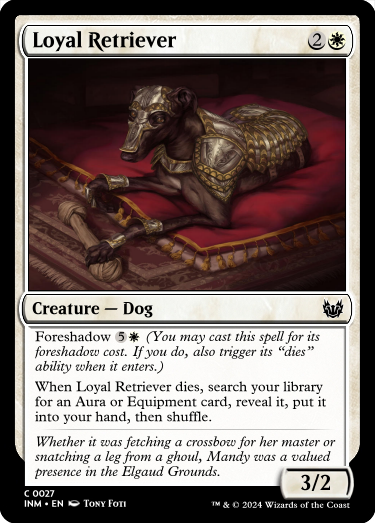 Loyal Retriever 2
Creature — Dog
Foreshadow 5 (You may cast this spell for its
foreshadow cost. If you do, also trigger its “dies”
ability when it enters.)
When Loyal Retriever dies, search your library
for an Aura or Equipment card, reveal it, put it
into your hand, then shuffle.
Whether it was fetching a crossbow for her master or
snatching a leg from a ghoul, Mandy was a valued
presence in the Elgaud Grounds.
3/2
C 0027
INM • EN Tony Foti
™ & © 2024 Wizards of the Coast